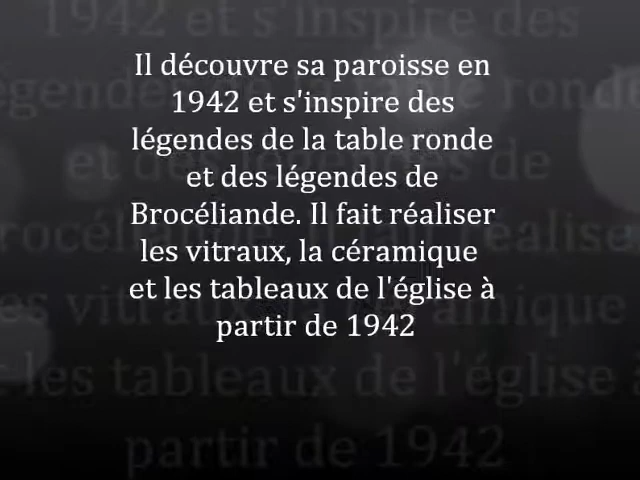 Il découvre sa paroisse en
1942 et s'inspire des
légendes de la table ronde
et des légendes de
Brocéliande. Il fait réaliser
les vitraux, la céramique
et les tableaux de l'église à
partir de 1942